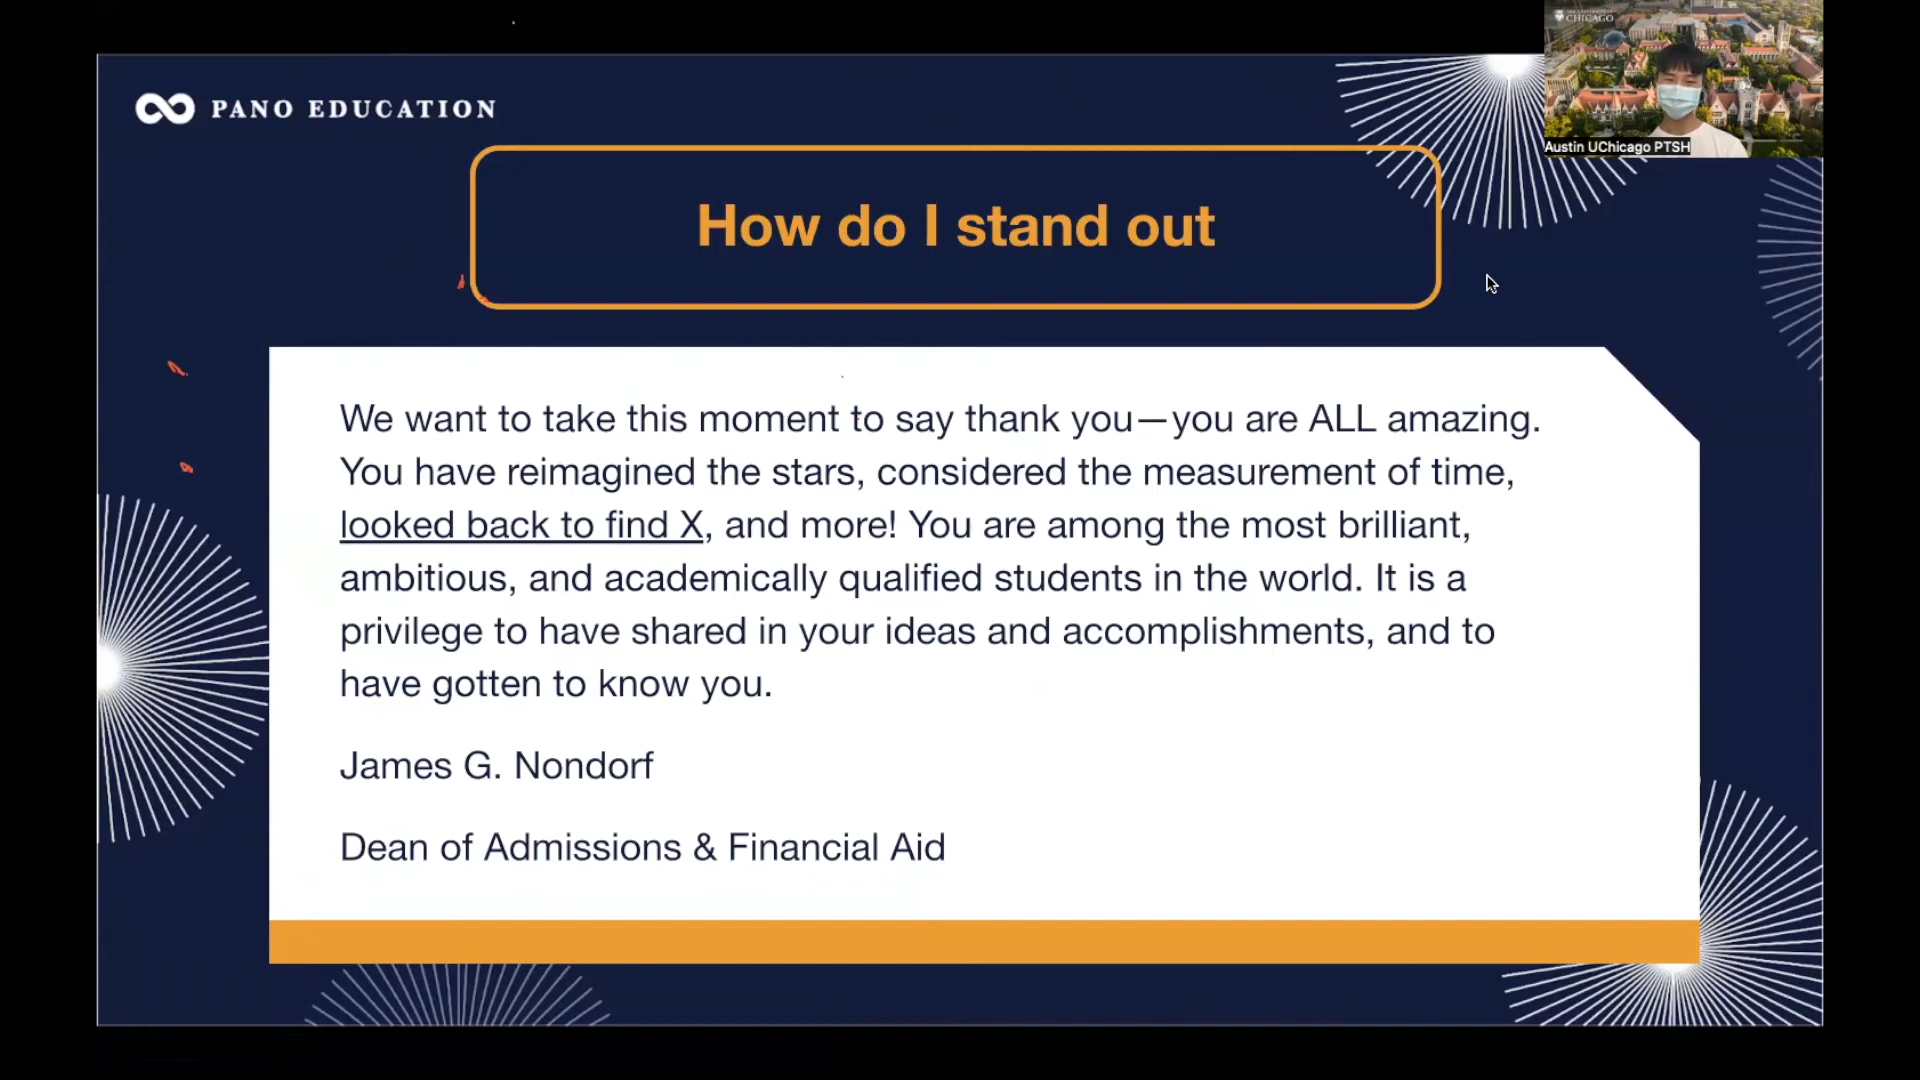 CHICAGO
PANO EDUCATION
Austin UChicago PTSH
How do I stand out
We want to take this moment to say thank you—you are ALL amazing.
You have reimagined the stars, considered the measurement of time,
looked back to find X, and more! You are among the most brilliant,
ambitious, and academically qualified students in the world. It is a
privilege to have shared in your ideas and accomplishments, and to
have gotten to know you.
James G. Nondorf
Dean of Admissions & Financial Aid